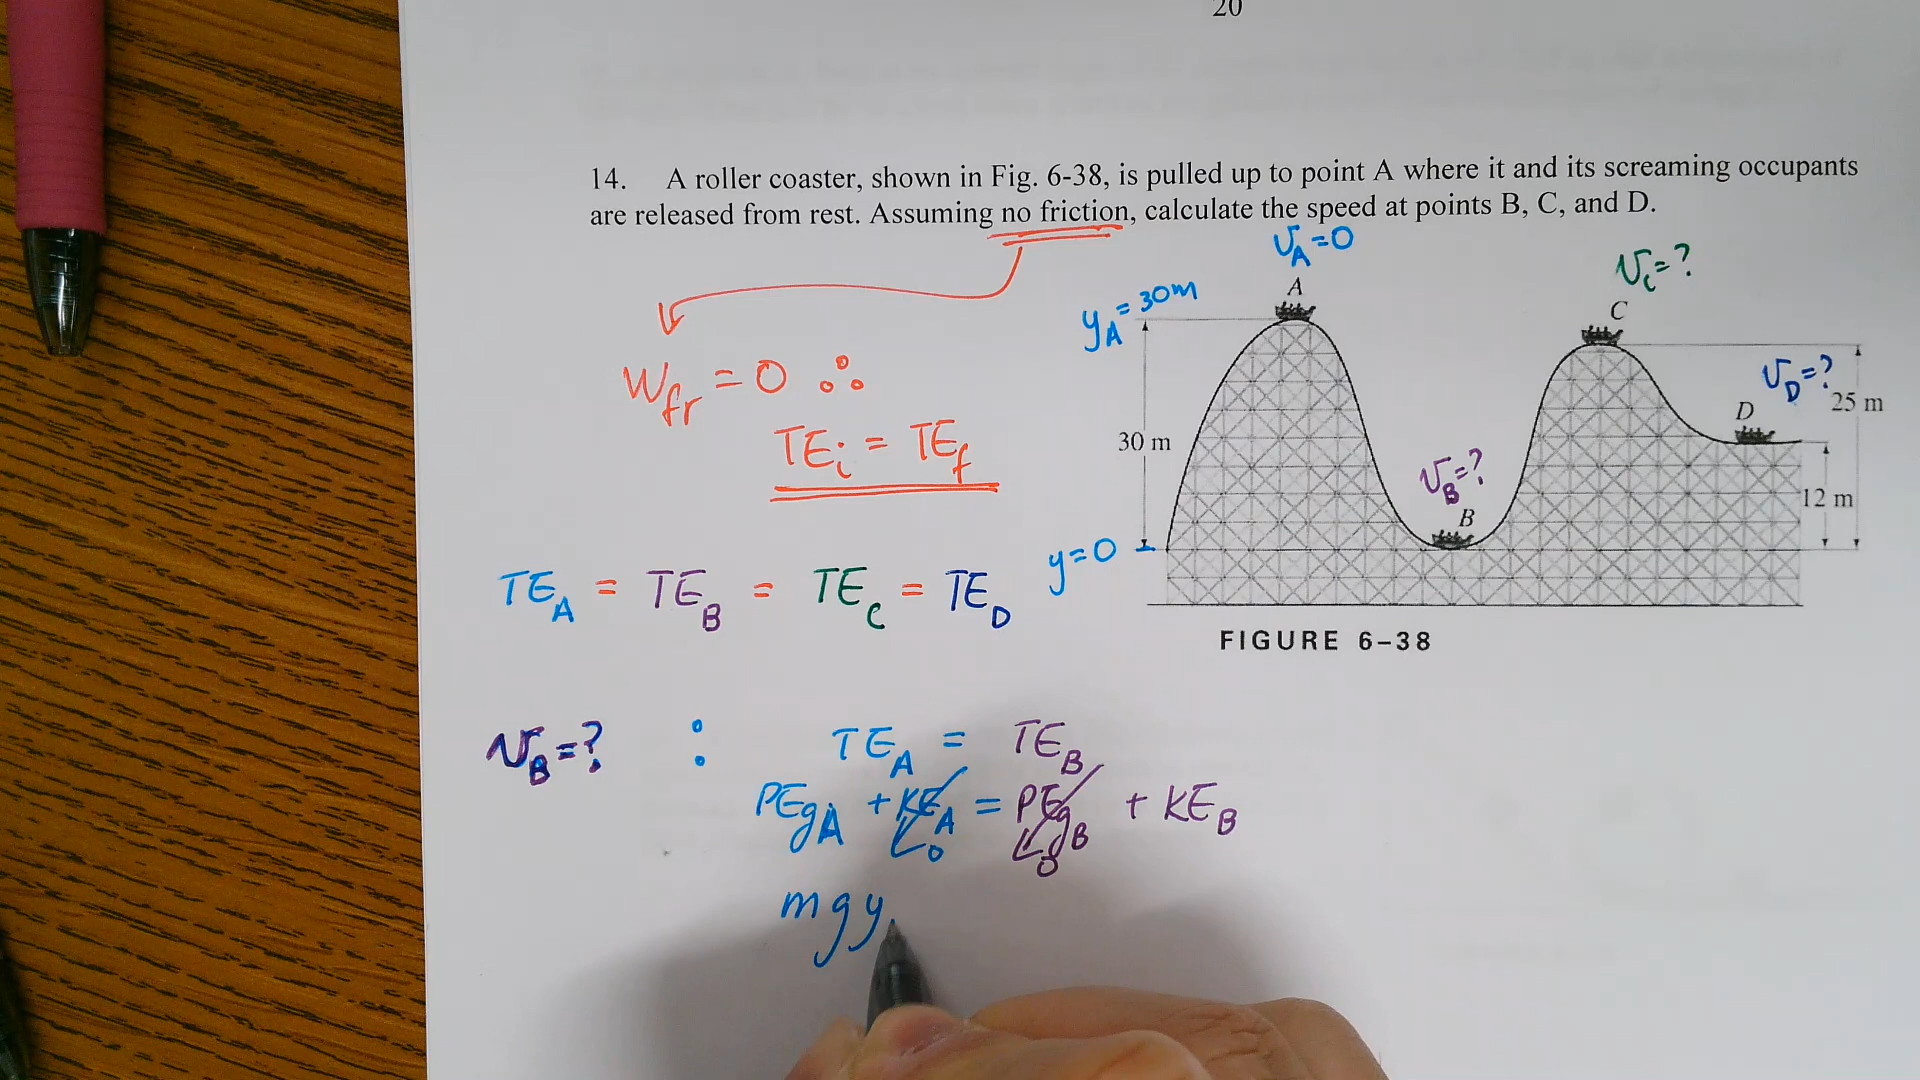 20
14. A roller coaster, shown in Fig. 6-38, is pulled up to point A where it and its screaming occupants
are released from rest. Assuming no friction, calculate the speed at points B, C, and D.
v_A=0
v_C=?
y_A=30m
A
C
W_fr = 0 ∴
v_D=?
D
25 m
TE_i = TE_f
30 m
v_B=?
12 m
B
y=0
TE_A = TE_B = TE_C = TE_D
FIGURE 6–38
v_B=? : TE_A = TE_B
PE_gA + KE_A = PE_gB + KE_B
0 0
mgy